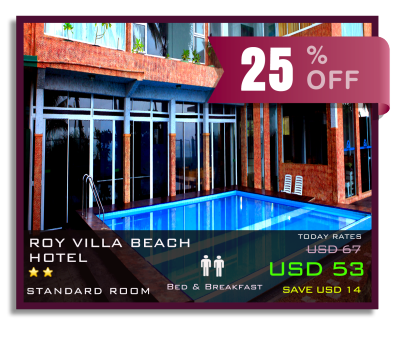 25 % OFF
ROY VILLA BEACH
HOTEL
STANDARD ROOM
Bed & Breakfast
TODAY RATES
USD 67
USD 53
SAVE USD 14